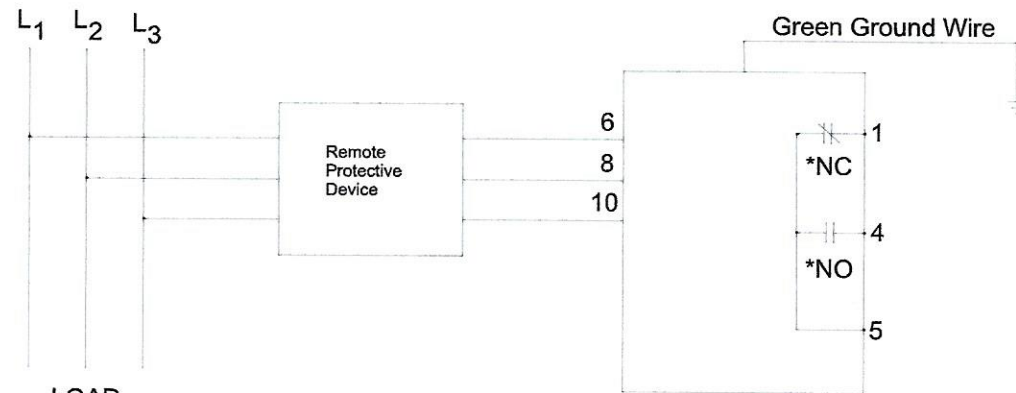 L1 L2 L3
Green Ground Wire
Remote
Protective
Device
6
8
10
1
*NC
4
*NO
5
LOAD